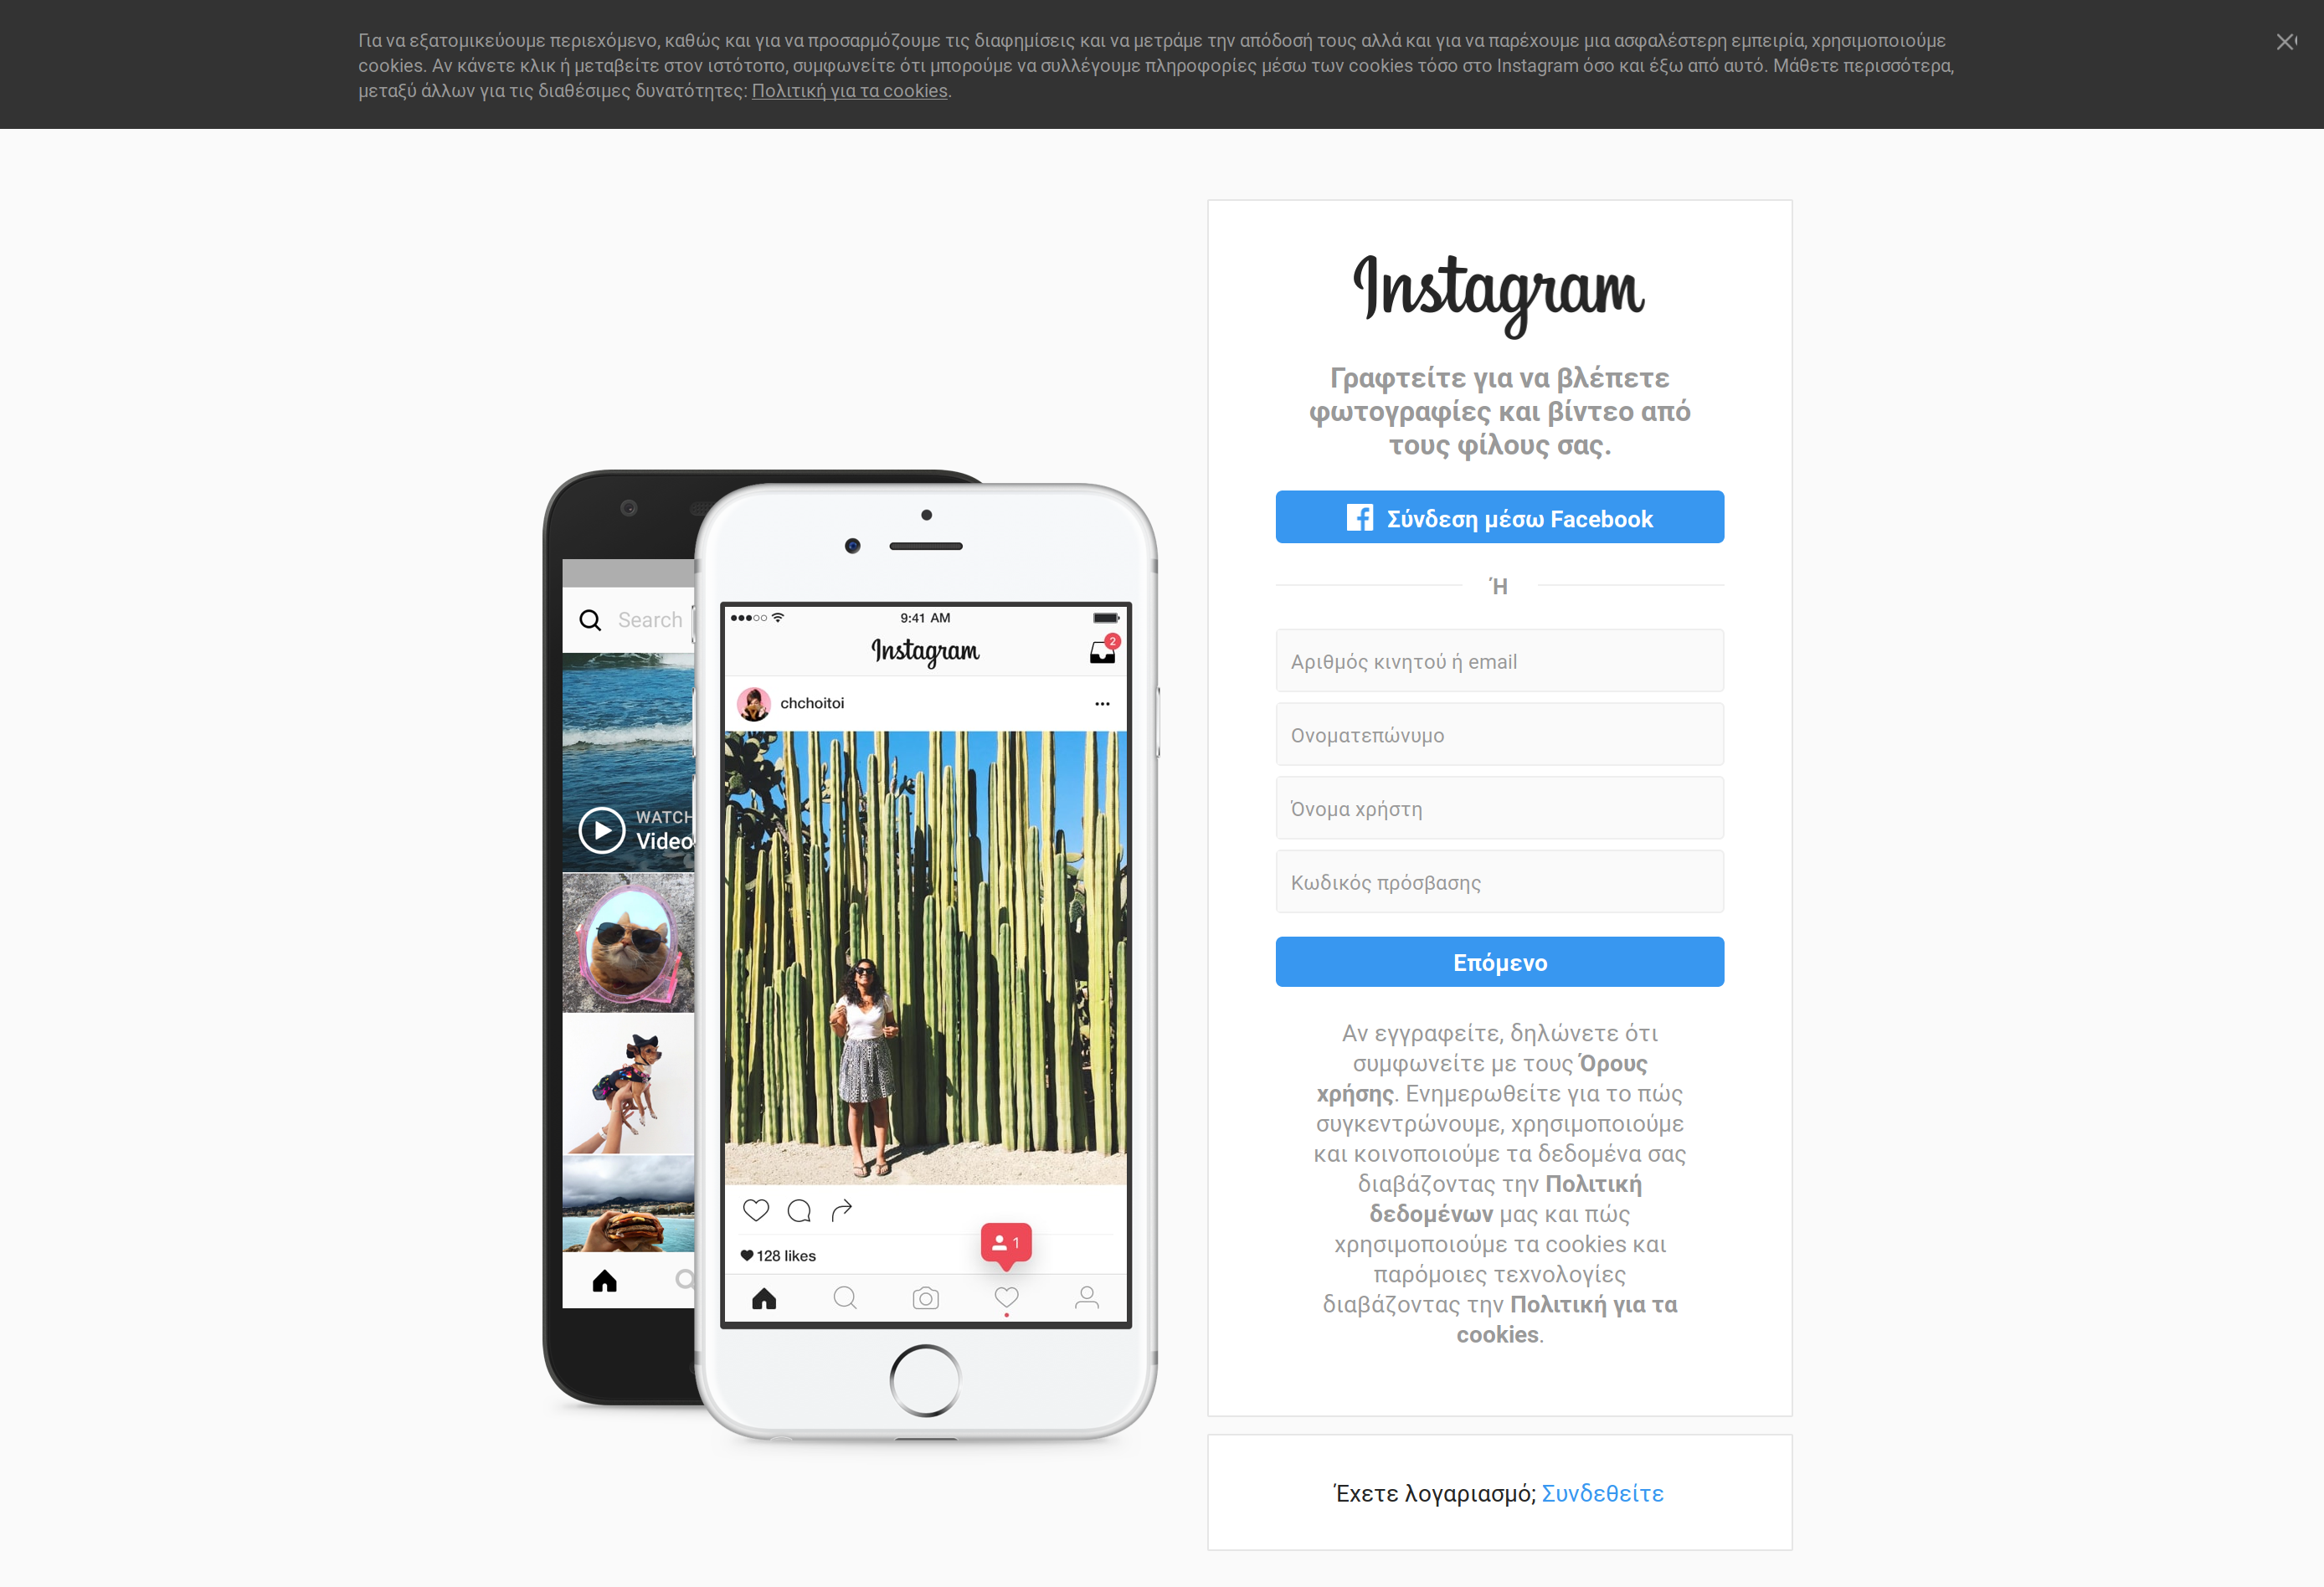 Για να εξατομικεύουμε περιεχόμενο, καθώς και για να προσαρμόζουμε τις διαφημίσεις και να μετράμε την απόδοσή τους αλλά και για να παρέχουμε μια ασφαλέστερη εμπειρία, χρησιμοποιούμε
cookies. Αν κάνετε κλικ ή μεταβείτε στον ιστότοπο, συμφωνείτε ότι μπορούμε να συλλέγουμε πληροφορίες μέσω των cookies τόσο στο Instagram όσο και έξω από αυτό. Μάθετε περισσότερα,
μεταξύ άλλων για τις διαθέσιμες δυνατότητες: Πολιτική για τα cookies.
Search
WATCH
Video
9:41 AM
Instagram
2
chchoitoi
128 likes
1
Instagram
Γραφτείτε για να βλέπετε
φωτογραφίες και βίντεο από
τους φίλους σας.
Σύνδεση μέσω Facebook
Ή
Αριθμός κινητού ή email
Ονοματεπώνυμο
Όνομα χρήστη
Κωδικός πρόσβασης
Επόμενο
Αν εγγραφείτε, δηλώνετε ότι
συμφωνείτε με τους Όρους
χρήσης. Ενημερωθείτε για το πώς
συγκεντρώνουμε, χρησιμοποιούμε
και κοινοποιούμε τα δεδομένα σας
διαβάζοντας την Πολιτική
δεδομένων μας και πώς
χρησιμοποιούμε τα cookies και
παρόμοιες τεχνολογίες
διαβάζοντας την Πολιτική για τα
cookies.
Έχετε λογαριασμό; Συνδεθείτε